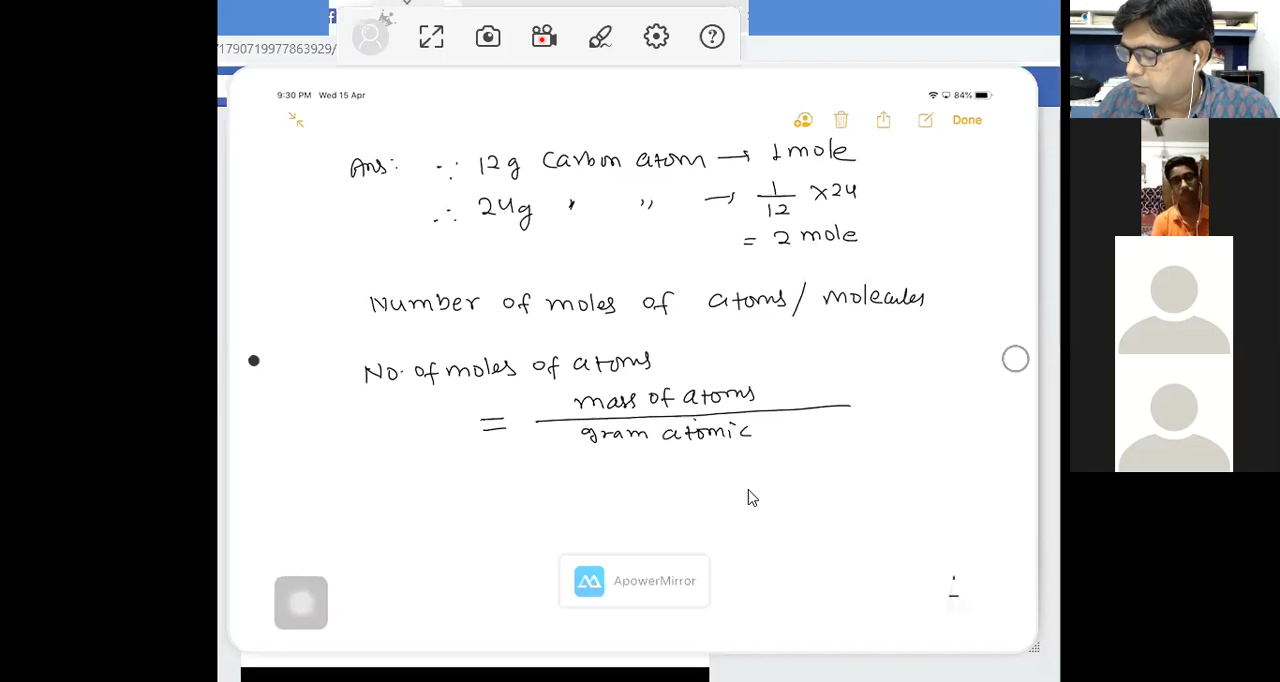 1790719977863929/
9:30 PM Wed 15 Apr
84%
Done
Ans: ∵ 12g Carbon atom → 1 mole
∴ 24g " " → 1/12 × 24
= 2 mole
Number of moles of atoms/molecules
No. of moles of atoms
= mass of atoms
gram atomic
ApowerMirror